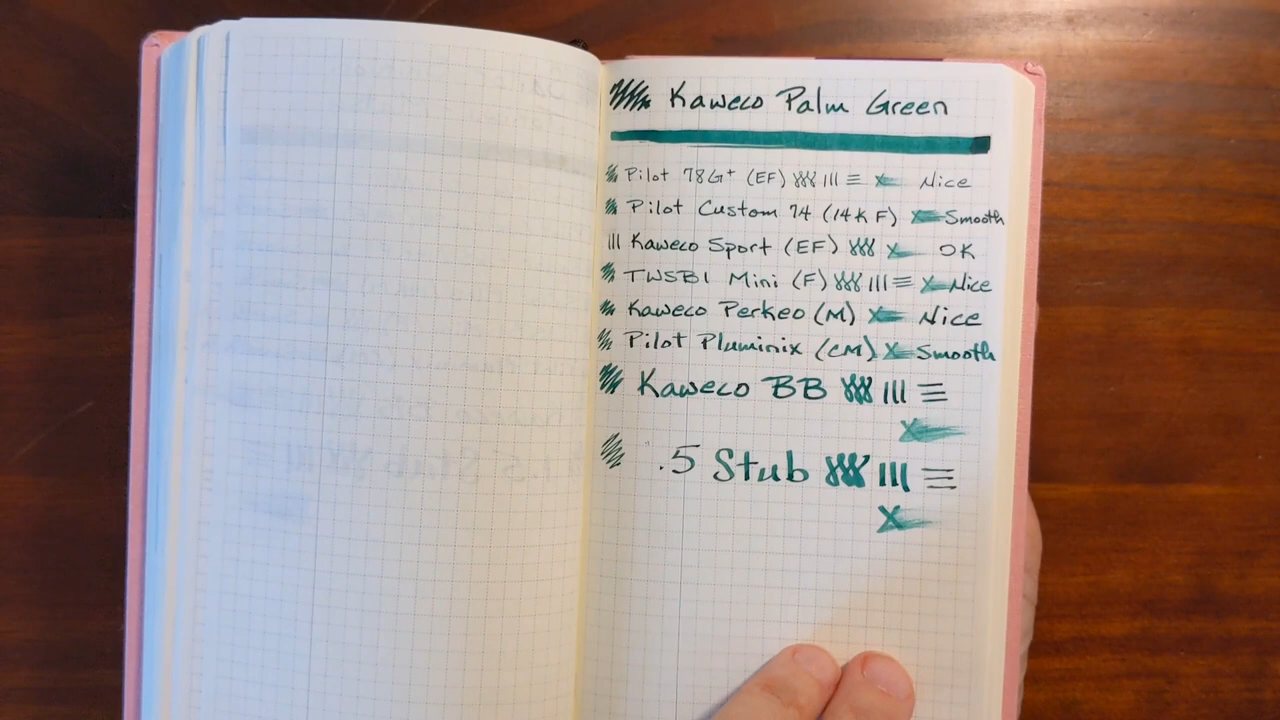 Kaweco Palm Green
Pilot 78G+ (EF) Nice
Pilot Custom 74 (14K F) X Smooth
Kaweco Sport (EF) X OK
TWSBI Mini (F) X Nice
Kaweco Perkeo (M) X Nice
Pilot Pluminix (CM) X Smooth
Kaweco BB
X
.5 Stub
X